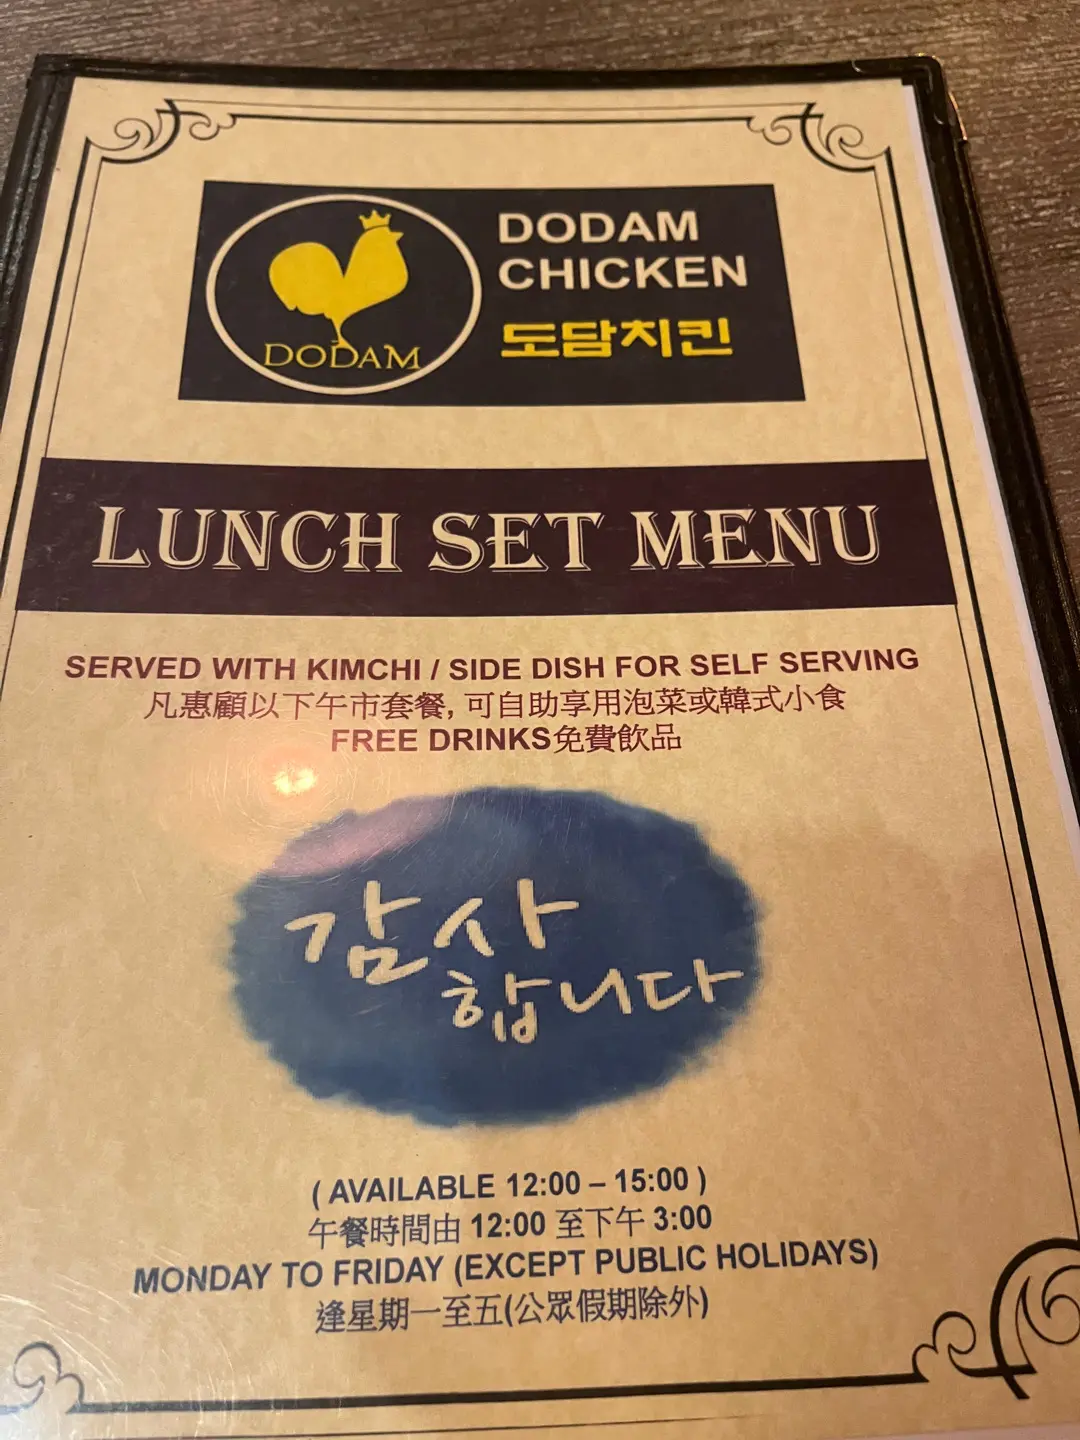 DODAM
DODAM
CHICKEN
도담치킨
LUNCH SET MENU
SERVED WITH KIMCHI / SIDE DISH FOR SELF SERVING
凡惠顧以下午市套餐, 可自助享用泡菜或韓式小食
FREE DRINKS免費飲品
감사
합니다
( AVAILABLE 12:00 – 15:00 )
午餐時間由 12:00 至下午 3:00
MONDAY TO FRIDAY (EXCEPT PUBLIC HOLIDAYS)
逢星期一至五(公眾假期除外)